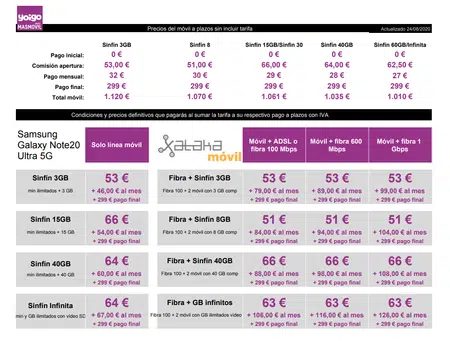 yoigo
MASMOVIL
Precios del móvil a plazos sin incluir tarifa
Actualizado 24/08/2020
Sinfín 3GB Sinfin 8 Sinfín 15GB/Sinfín 30 Sinfín 40GB Sinfín 60GB/Infinita
Pago Inicial: 0 € 0 € 0 € 0 € 0 €
Comisión apertura: 53,00 € 51,00 € 66,00 € 64,00 € 62,50 €
Pago mensual: 32 € 30 € 29 € 28 € 27 €
Pago final: 299 € 299 € 299 € 299 € 299 €
Total móvil: 1.120 € 1.070 € 1.061 € 1.035 € 1.010 €
Condiciones y precios definitivos que pagarás al sumar la tarifa a su respectivo pago a plazos con IVA
Samsung
Galaxy Note20
Ultra 5G
Solo línea móvil
Xataka
móvil
Móvil + ADSL o
fibra 100 Mbps
Móvil + fibra 600
Mbps
Móvil + fibra 1
Gbps
Sinfín 3GB
min ilimitados + 3 GB
53 €
+ 46,00 € al mes
+ 299 € pago final
Fibra + Sinfín 3GB
Fibra 100 + 2 móvil con 3 GB comp
53 € 53 € 53 €
+ 79,00 € al mes + 89,00 € al mes + 99,00 € al mes
+ 299 € pago final + 299 € pago final + 299 € pago final
Sinfín 15GB
min ilimitados + 15 GB
66 €
+ 54,00 € al mes
+ 299 € pago final
Fibra + Sinfín 8GB
Fibra 100 + 2 móvil con 8 GB comp
51 € 51 € 51 €
+ 84,00 € al mes + 94,00 € al mes + 104,00 € al mes
+ 299 € pago final + 299 € pago final + 299 € pago final
Sinfín 40GB
min ilimitados + 40 GB
64 €
+ 60,00 € al mes
+ 299 € pago final
Fibra + Sinfín 40GB
Fibra 100 + 2 móvil con 40 GB comp
66 € 66 € 66 €
+ 88,00 € al mes + 98,00 € al mes + 108,00 € al mes
+ 299 € pago final + 299 € pago final + 299 € pago final
Sinfín Infinita
min y GB ilimitados con vídeo SD
64 €
+ 67,00 € al mes
+ 299 € pago final
Fibra + GB infinitos
Fibra 100 + 2 móvil con GB ilimitados vídeo
63 € 63 € 63 €
+ 106,00 € al mes + 116,00 € al mes + 126,00 € al mes
+ 299 € pago final + 299 € pago final + 299 € pago final